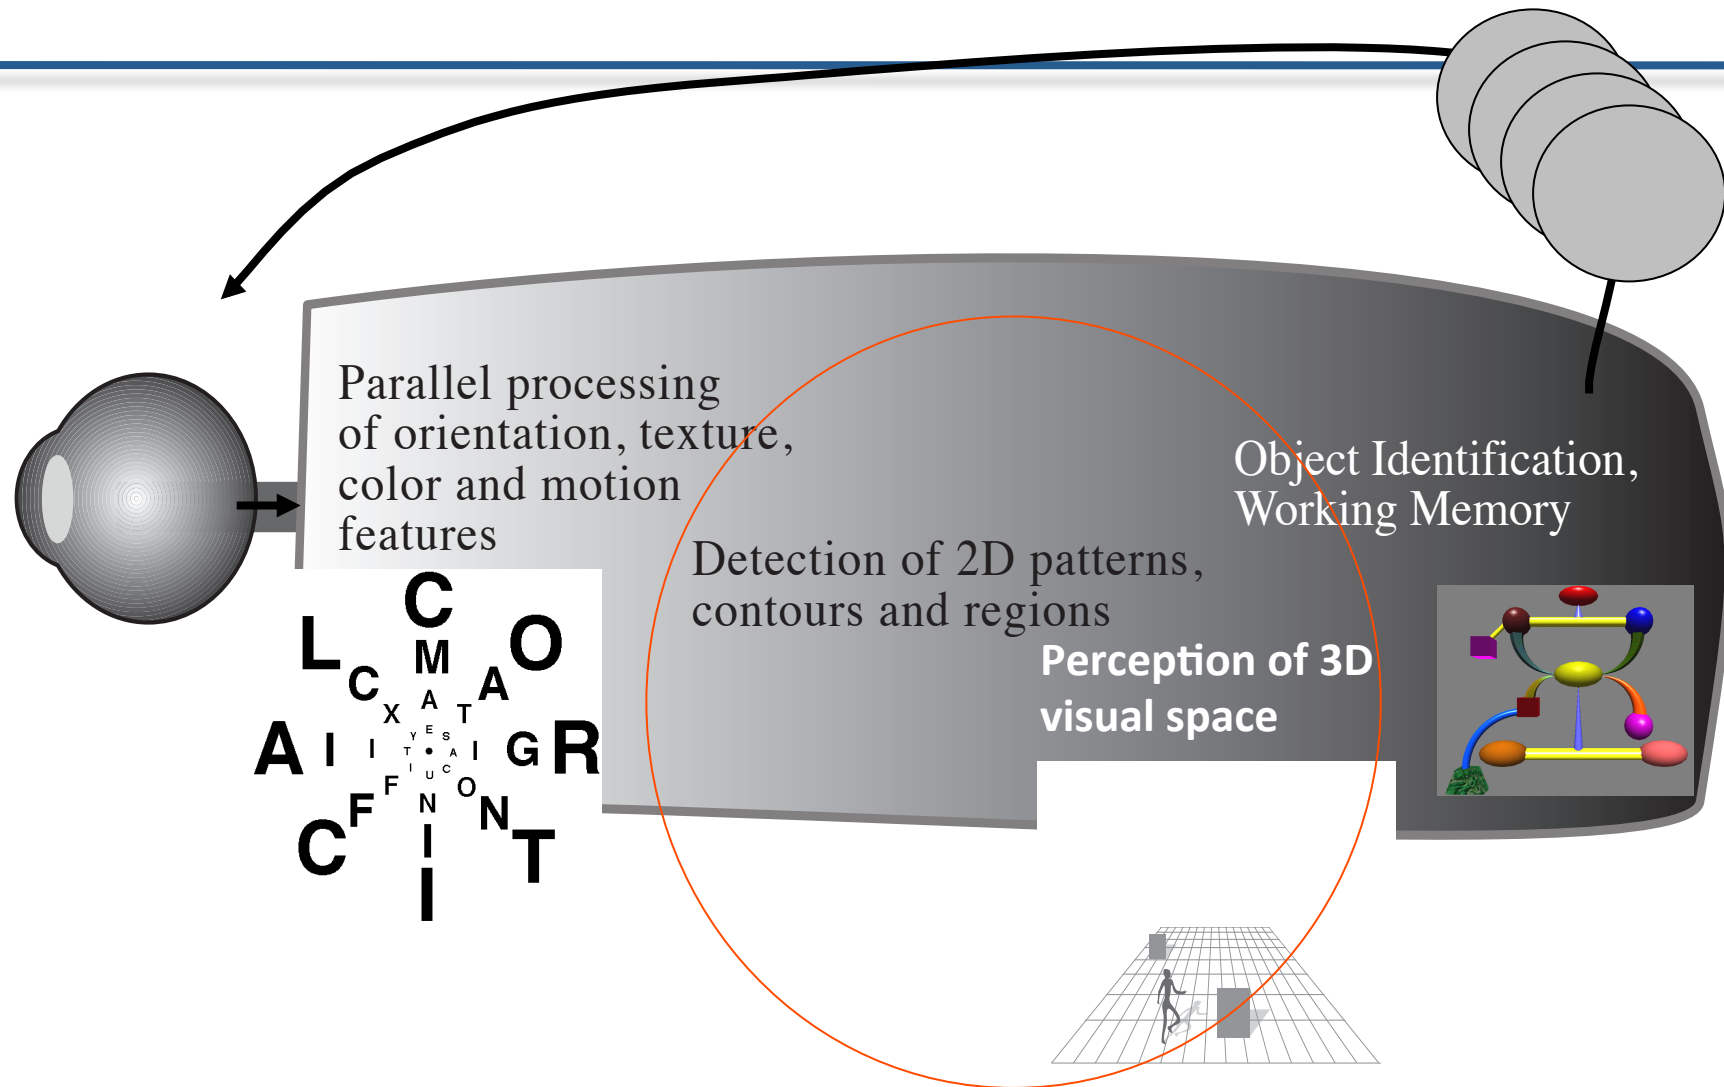 Parallel processing
of orientation, texture,
color and motion
features
Detection of 2D patterns,
contours and regions
Perception of 3D
visual space
Object Identification,
Working Memory
C
L O
M
C A
A
X T
E
Y S
A I I T • A I G R
I U C
F O
F N N
C I T
I